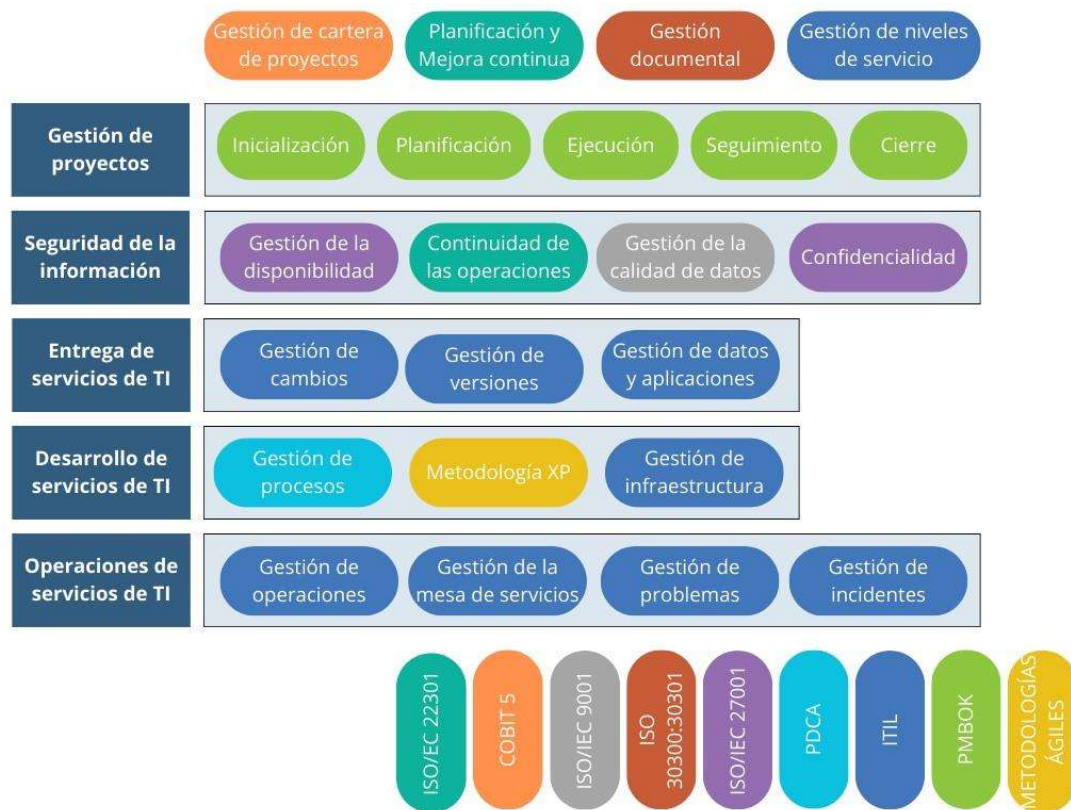 Gestión de cartera
de proyectos
Planificación y
Mejora continua
Gestión
documental
Gestión de niveles
de servicio
Gestión de
proyectos
Inicialización
Planificación
Ejecución
Seguimiento
Cierre
Seguridad de la
información
Gestión de la
disponibilidad
Continuidad de
las operaciones
Gestión de la
calidad de datos
Confidencialidad
Entrega de
servicios de TI
Gestión de
cambios
Gestión de
versiones
Gestión de datos
y aplicaciones
Desarrollo de
servicios de TI
Gestión de
procesos
Metodología XP
Gestión de
infraestructura
Operaciones de
servicios de TI
Gestión de
operaciones
Gestión de la
mesa de servicios
Gestión de
problemas
Gestión de
incidentes
ISO/EC 22301
COBIT 5
ISO/IEC 9001
ISO
30300:30301
ISO/IEC 27001
PDCA
ITIL
PMBOK
METODOLOGÍAS
ÁGILES